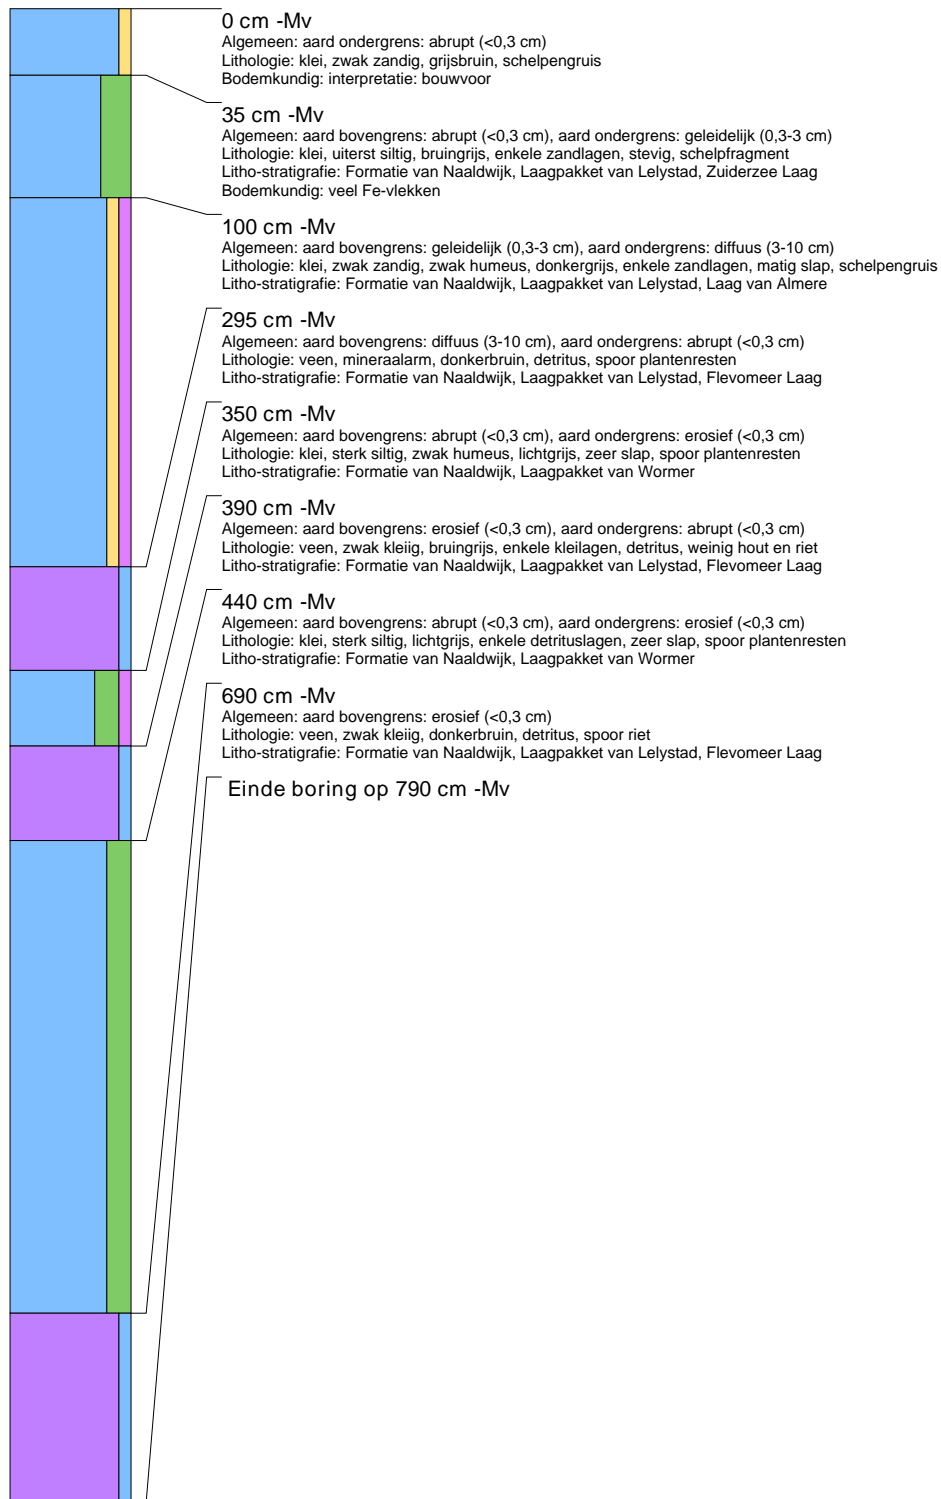 0 cm -Mv
Algemeen: aard ondergrens: abrupt (<0,3 cm)
Lithologie: klei, zwak zandig, grijsbruin, schelpengruis
Bodemkundig: interpretatie: bouwvoor
35 cm -Mv
Algemeen: aard bovengrens: abrupt (<0,3 cm), aard ondergrens: geleidelijk (0,3-3 cm)
Lithologie: klei, uiterst siltig, bruingrijs, enkele zandlagen, stevig, schelpfragment
Litho-stratigrafie: Formatie van Naaldwijk, Laagpakket van Lelystad, Zuiderzee Laag
Bodemkundig: veel Fe-vlekken
100 cm -Mv
Algemeen: aard bovengrens: geleidelijk (0,3-3 cm), aard ondergrens: diffuus (3-10 cm)
Lithologie: klei, zwak zandig, zwak humeus, donkergrijs, enkele zandlagen, matig slap, schelpengruis
Litho-stratigrafie: Formatie van Naaldwijk, Laagpakket van Lelystad, Laag van Almere
295 cm -Mv
Algemeen: aard bovengrens: diffuus (3-10 cm), aard ondergrens: abrupt (<0,3 cm)
Lithologie: veen, mineraalarm, donkerbruin, detritus, spoor plantenresten
Litho-stratigrafie: Formatie van Naaldwijk, Laagpakket van Lelystad, Flevomeer Laag
350 cm -Mv
Algemeen: aard bovengrens: abrupt (<0,3 cm), aard ondergrens: erosief (<0,3 cm)
Lithologie: klei, sterk siltig, zwak humeus, lichtgrijs, zeer slap, spoor plantenresten
Litho-stratigrafie: Formatie van Naaldwijk, Laagpakket van Wormer
390 cm -Mv
Algemeen: aard bovengrens: erosief (<0,3 cm), aard ondergrens: abrupt (<0,3 cm)
Lithologie: veen, zwak kleiig, bruingrijs, enkele kleilagen, detritus, weinig hout en riet
Litho-stratigrafie: Formatie van Naaldwijk, Laagpakket van Lelystad, Flevomeer Laag
440 cm -Mv
Algemeen: aard bovengrens: abrupt (<0,3 cm), aard ondergrens: erosief (<0,3 cm)
Lithologie: klei, sterk siltig, lichtgrijs, enkele detrituslagen, zeer slap, spoor plantenresten
Litho-stratigrafie: Formatie van Naaldwijk, Laagpakket van Wormer
690 cm -Mv
Algemeen: aard bovengrens: erosief (<0,3 cm)
Lithologie: veen, zwak kleiig, donkerbruin, detritus, spoor riet
Litho-stratigrafie: Formatie van Naaldwijk, Laagpakket van Lelystad, Flevomeer Laag
Einde boring op 790 cm -Mv